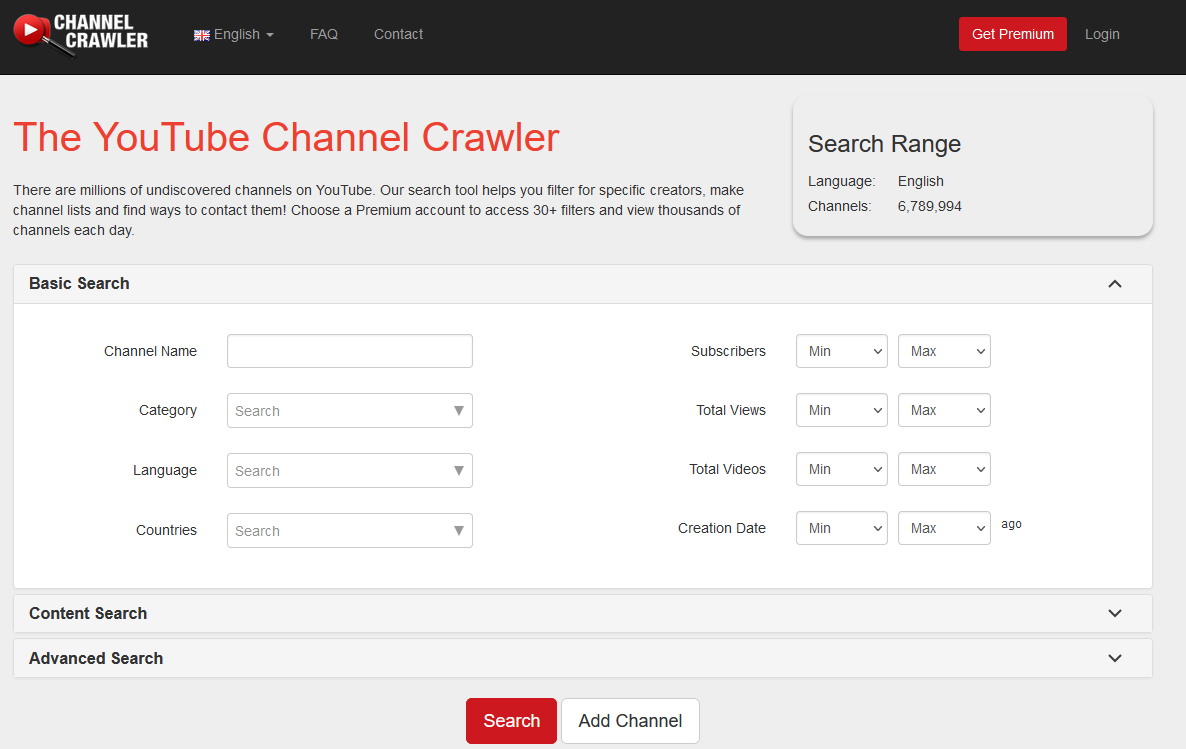 CHANNEL
CRAWLER
English
FAQ
Contact
Get Premium
Login
The YouTube Channel Crawler
There are millions of undiscovered channels on YouTube. Our search tool helps you filter for specific creators, make
channel lists and find ways to contact them! Choose a Premium account to access 30+ filters and view thousands of
channels each day.
Search Range
Language: English
Channels: 6,789,994
Basic Search
Channel Name
Category Search
Language Search
Countries Search
Subscribers Min Max
Total Views Min Max
Total Videos Min Max
Creation Date Min Max ago
Content Search
Advanced Search
Search
Add Channel